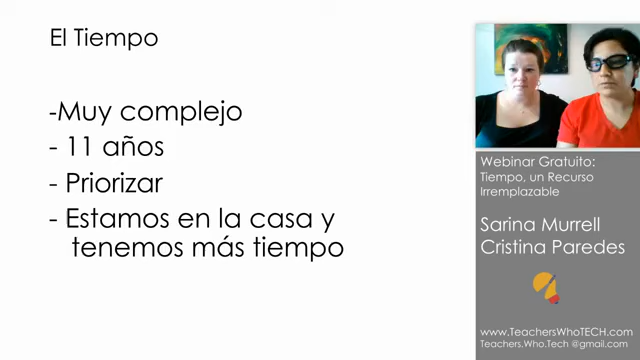 El Tiempo
-Muy complejo
- 11 años
- Priorizar
- Estamos en la casa y
tenemos más tiempo
Webinar Gratuito:
Tiempo, un Recurso
Irremplazable
Sarina Murrell
Cristina Paredes
www.TeachersWhoTECH.com
Teachers.Who.Tech @gmail.com